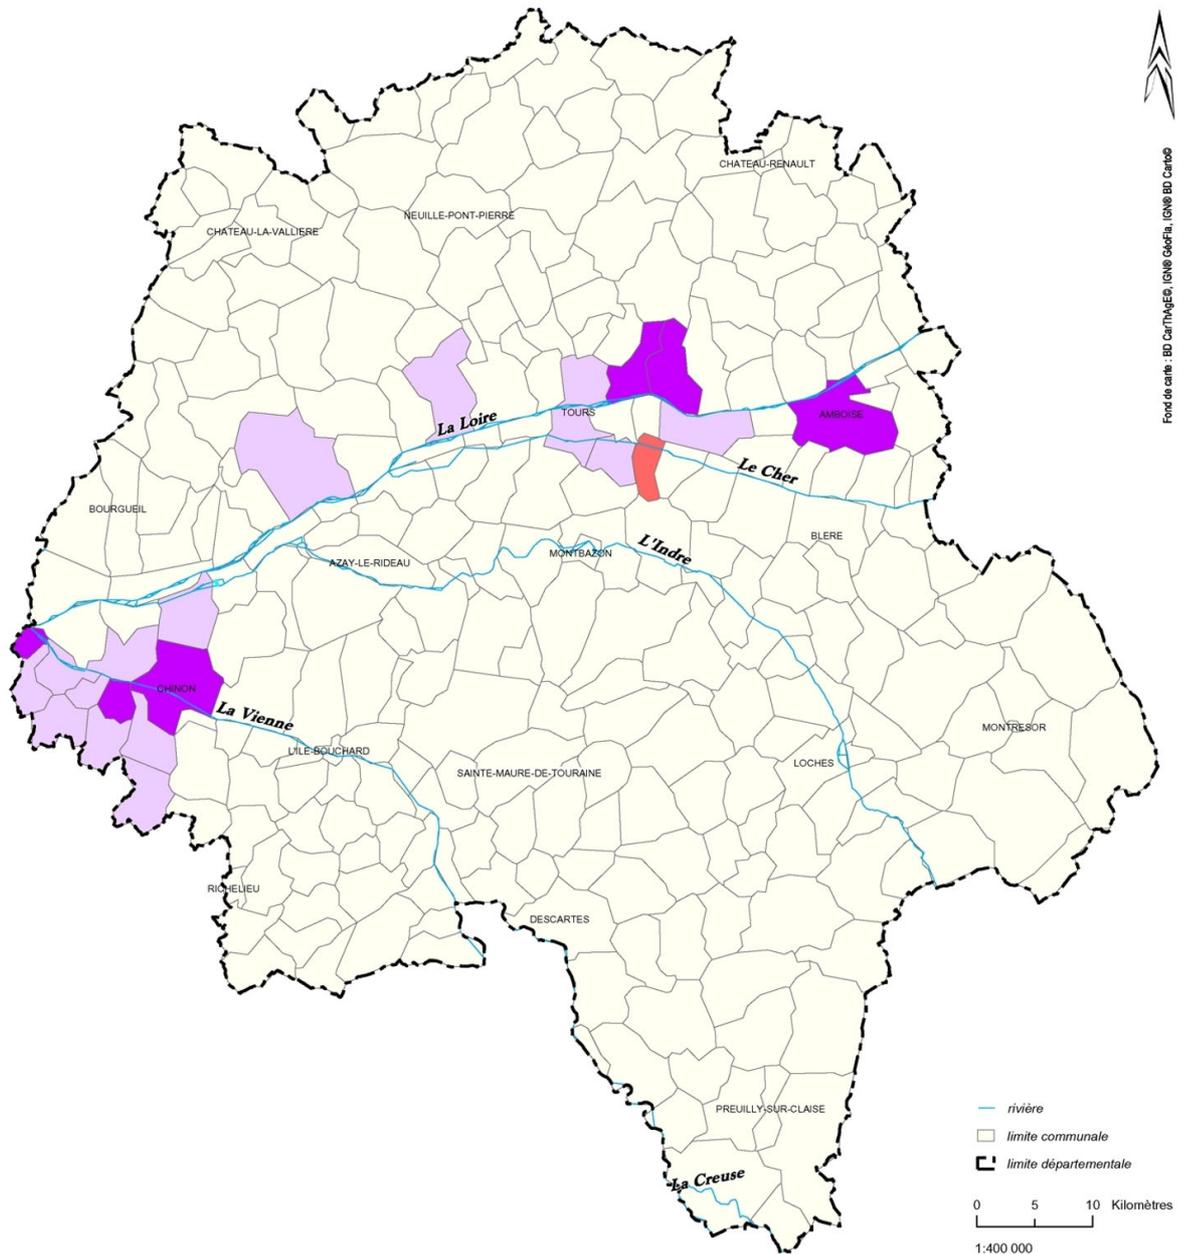 CHATEAU-RENAULT
NEUILLE-PONT-PIERRE
CHATEAU-LA-VALLIERE
Fond de carte : BD CarThAgE©, IGN® GéoFla, IGN® BD Carto©
TOURS
AMBOISE
La Loire
Le Cher
BOURGUEIL
BLERE
L'Indre
MONTBAZON
AZAY-LE-RIDEAU
CHINON
La Vienne
MONTRESOR
L'ILE-BOUCHARD
LOCHES
SAINTE-MAURE-DE-TOURAINE
RICHELIEU
DESCARTES
PREUILLY-SUR-CLAISE
La Creuse
rivière
limite communale
limite départementale
0 5 10 Kilomètres
1:400 000